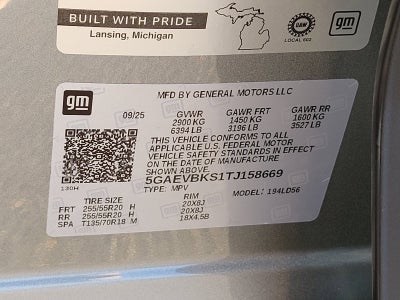 BUILT WITH PRIDE
Lansing, Michigan
UAW
LOCAL 602
gm
gm
MFD BY GENERAL MOTORS LLC
09/25 GVWR GAWR FRT GAWR RR
2900 KG 1450 KG 1600 KG
6394 LB 3196 LB 3527 LB
THIS VEHICLE CONFORMS TO ALL
APPLICABLE U.S. FEDERAL MOTOR
VEHICLE SAFETY STANDARDS IN EFFECT
ON THE DATE OF MANUFACTURE
SHOWN ABOVE.
5GAEVBKS1TJ158669
130H
TYPE: MPV MODEL: 194LD56
TIRE SIZE RIM
FRT 255/55R20 H 20X8J
RR 255/55R20 H 20X8J
SPA T135/70R18 M 18X4.5B